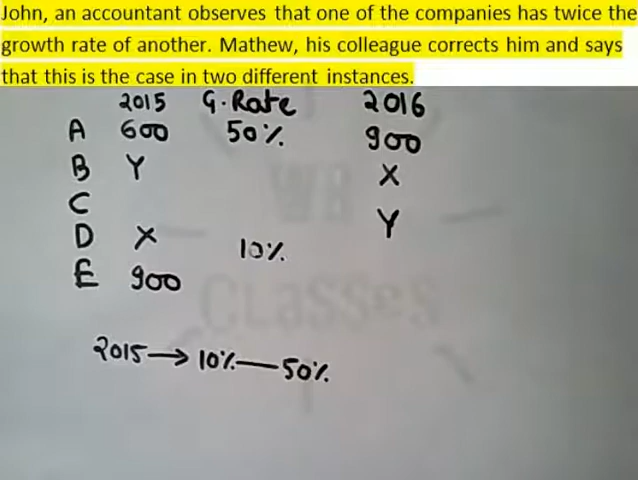 John, an accountant observes that one of the companies has twice the
growth rate of another. Mathew, his colleague corrects him and says
that this is the case in two different instances.
2015 G.Rate 2016
A 600 50% 900
B Y X
C Y
D X 10%
E 900
WB
CLasses
2015→10%—50%